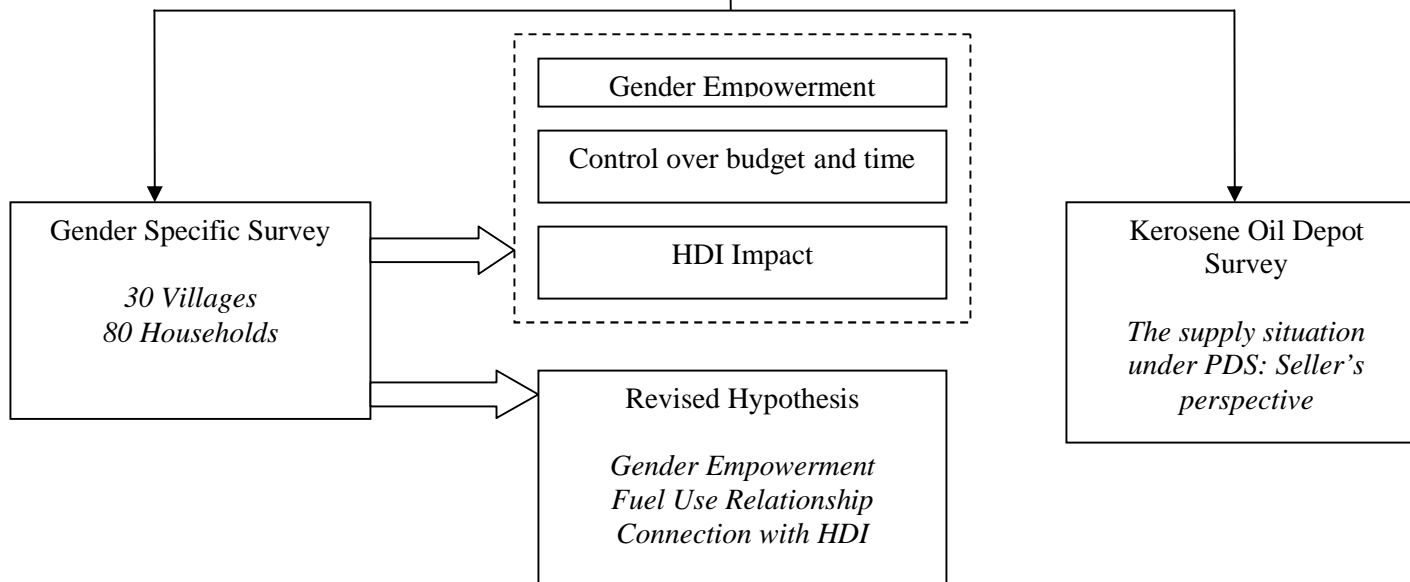 Gender Empowerment
Control over budget and time
HDI Impact
Gender Specific Survey
30 Villages
80 Households
Revised Hypothesis
Gender Empowerment
Fuel Use Relationship
Connection with HDI
Kerosene Oil Depot
Survey
The supply situation
under PDS: Seller’s
perspective